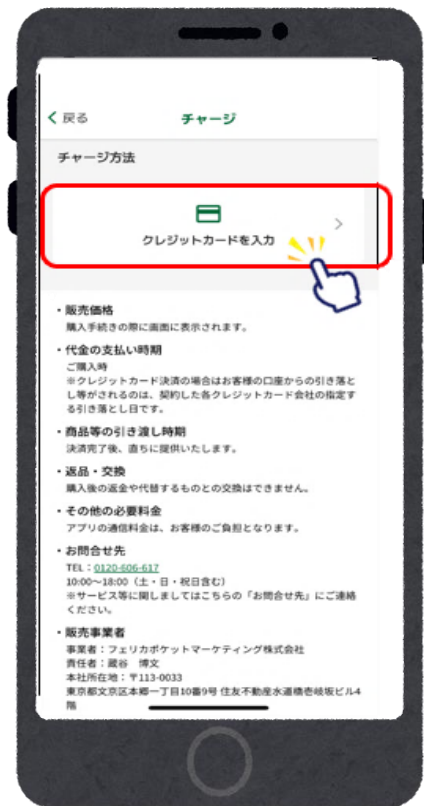 戻る チャージ
チャージ方法
クレジットカードを入力
・販売価格
購入手続きの際に画面に表示されます。
・代金の支払い時期
ご購入時
※クレジットカード決済の場合はお客様の口座からの引き落と
し等がされるのは、契約した各クレジットカード会社の指定す
る引き落とし日です。
・商品等の引き渡し時期
決済完了後、直ちに提供いたします。
・返品・交換
購入後の返金や代替するものとの交換はできません。
・その他の必要料金
アプリの通信料金は、お客様のご負担となります。
・お問合せ先
TEL：0120-606-617
10:00〜18:00（土・日・祝日含む）
※サービス等に関しましてはこちらの「お問合せ先」にご連絡
ください。
・販売事業者
事業者：フェリカポケットマーケティング株式会社
責任者：蔵谷 博文
本社所在地：〒113-0033
東京都文京区本郷一丁目10番9号 住友不動産水道橋壱岐坂ビル4
階